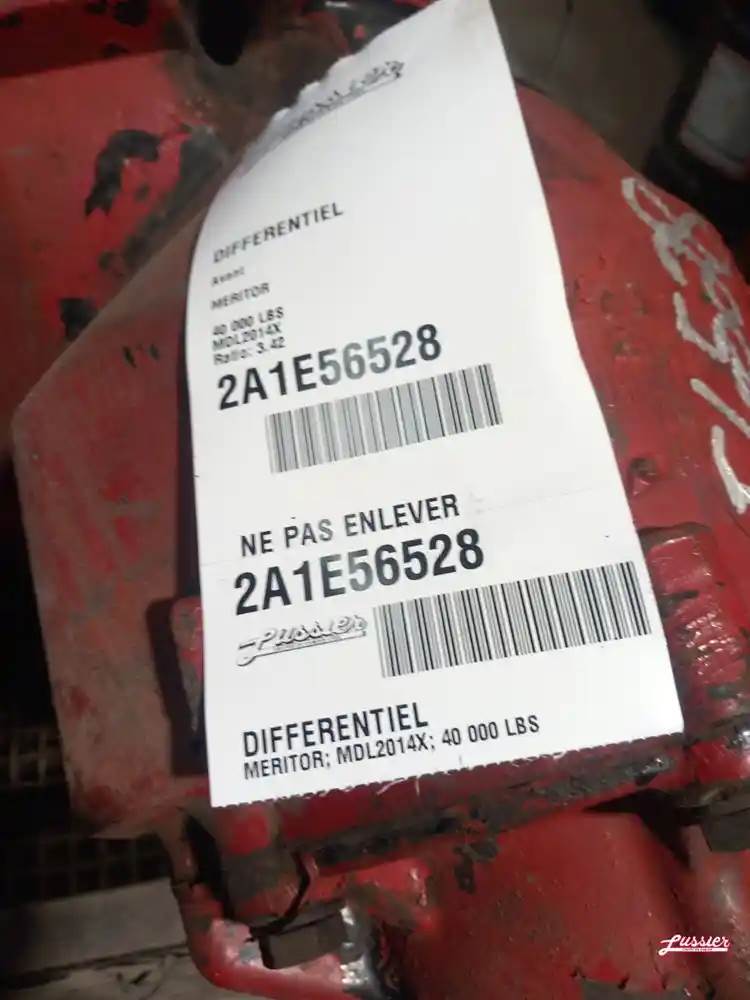 Lussier
DIFFERENTIEL
Avant
MERITOR
40 000 LBS
MDL2014X
Ratio: 3.42
2A1E56528
NE PAS ENLEVER
2A1E56528
Lussier
DIFFERENTIEL
MERITOR; MDL2014X; 40 000 LBS
Lussier